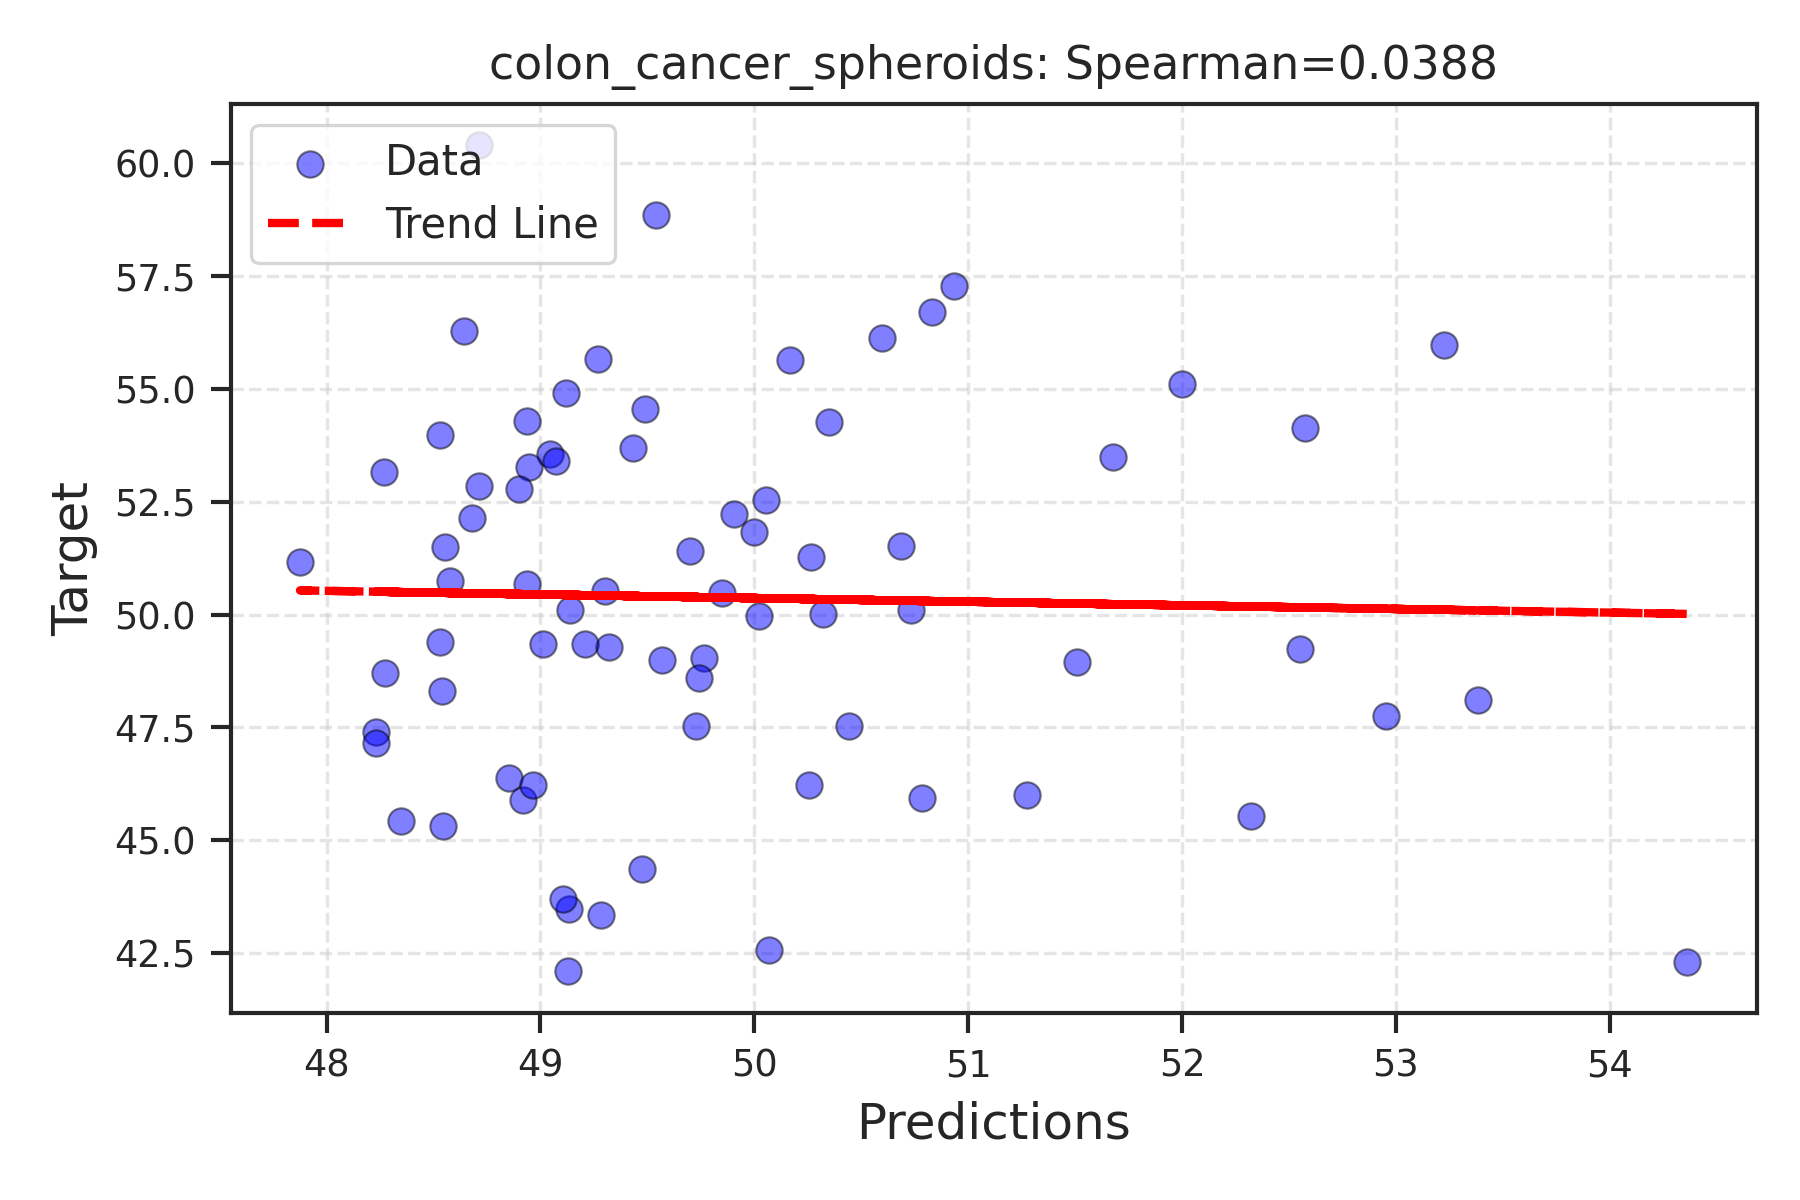 colon_cancer_spheroids: Spearman=0.0388
Data
Trend Line
60.0
57.5
55.0
52.5
50.0
47.5
45.0
42.5
Target
48 49 50 51 52 53 54
Predictions